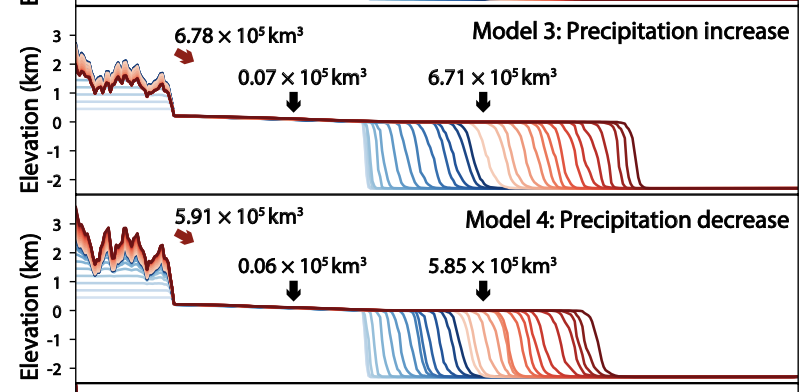 Model 3: Precipitation increase
6.78 × 10⁵ km³
0.07 × 10⁵ km³
6.71 × 10⁵ km³
Elevation (km)
3
2
1
0
-1
-2
Model 4: Precipitation decrease
5.91 × 10⁵ km³
0.06 × 10⁵ km³
5.85 × 10⁵ km³
Elevation (km)
3
2
1
0
-1
-2